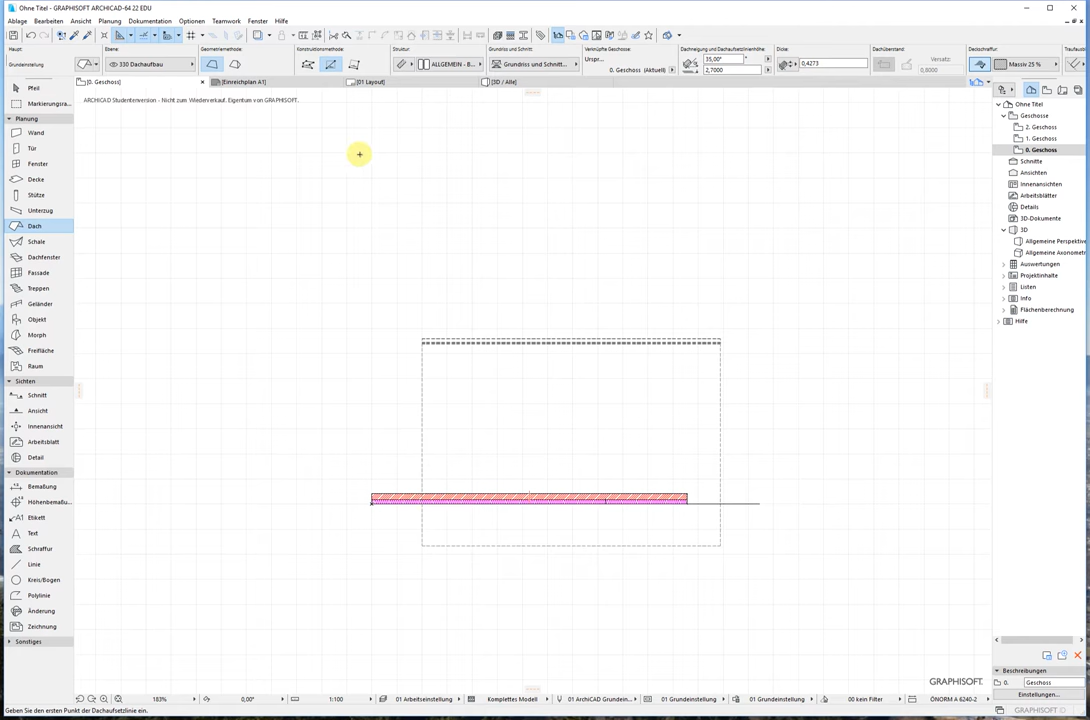 Ohne Titel - GRAPHISOFT ARCHICAD-64 22 EDU
Ablage Bearbeiten Ansicht Planung Dokumentation Optionen Teamwork Fenster Hilfe
Haupt:
Grundeinstellung
Ebene:
330 Dachaufbau
Geometriemethode:
Konstruktionsmethode:
Struktur:
ALLGEMEIN - B...
Grundriss und Schnitt:
Grundriss und Schnitt...
Verknüpfte Geschosse:
Urspr...
0. Geschoss (Aktuell)
Dachneigung und Dachaufsetzlinienhöhe:
35,00°
2,7000
Dicke:
0,4273
Dachüberstand:
Versatz:
0,8000
Deckschraffur:
Massiv 25 %
Traufausb
[0. Geschoss]
[Einreichplan A1]
[01 Layout]
[3D / Alle]
ARCHICAD Studentenversion - Nicht zum Wiederverkauf. Eigentum von GRAPHISOFT.
Pfeil
Markierungsra...
Planung
Wand
Tür
Fenster
Decke
Stütze
Unterzug
Dach
Schale
Dachfenster
Fassade
Treppen
Geländer
Objekt
Morph
Freifläche
Raum
Sichten
Schnitt
Ansicht
Innenansicht
Arbeitsblatt
Detail
Dokumentation
Bemaßung
Höhenbemaßu...
Etikett
Text
Schraffur
Linie
Kreis/Bogen
Polylinie
Änderung
Zeichnung
Sonstiges
Ohne Titel
Geschosse
2. Geschoss
1. Geschoss
0. Geschoss
Schnitte
Ansichten
Innenansichten
Arbeitsblätter
Details
3D-Dokumente
3D
Allgemeine Perspektive
Allgemeine Axonomet
Auswertungen
Projektinhalte
Listen
Info
Flächenberechnung
Hilfe
Beschreibungen
0.
Geschoss
Einstellungen...
GRAPHISOFT.
183%
0,00°
1:100
01 Arbeitseinstellung
Komplettes Modell
01 ArchiCAD Grundein...
01 Grundeinstellung
01 Grundeinstellung
00 kein Filter
ÖNORM A 6240-2
Geben Sie den ersten Punkt der Dachaufsetzlinie ein.
GRAPHISOFT ID